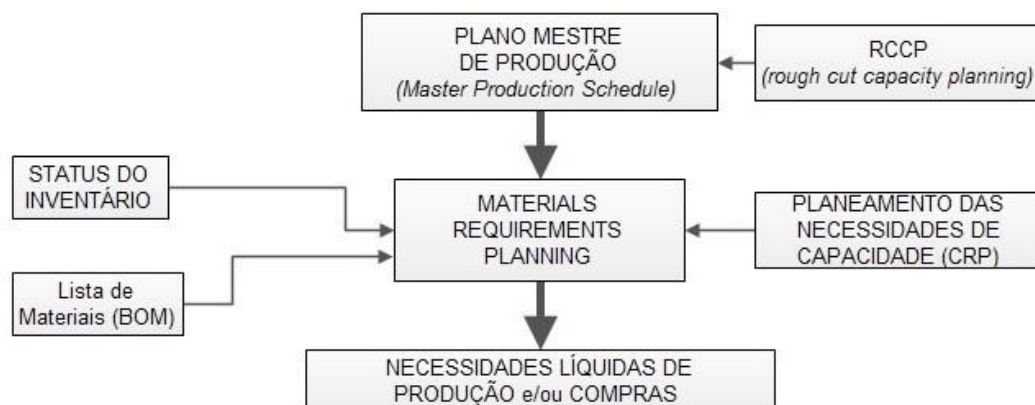 PLANO MESTRE
DE PRODUÇÃO
(Master Production Schedule)
RCCP
(rough cut capacity planning)
STATUS DO
INVENTÁRIO
MATERIALS
REQUIREMENTS
PLANNING
PLANEAMENTO DAS
NECESSIDADES DE
CAPACIDADE (CRP)
Lista de
Materiais (BOM)
NECESSIDADES LÍQUIDAS DE
PRODUÇÃO e/ou COMPRAS